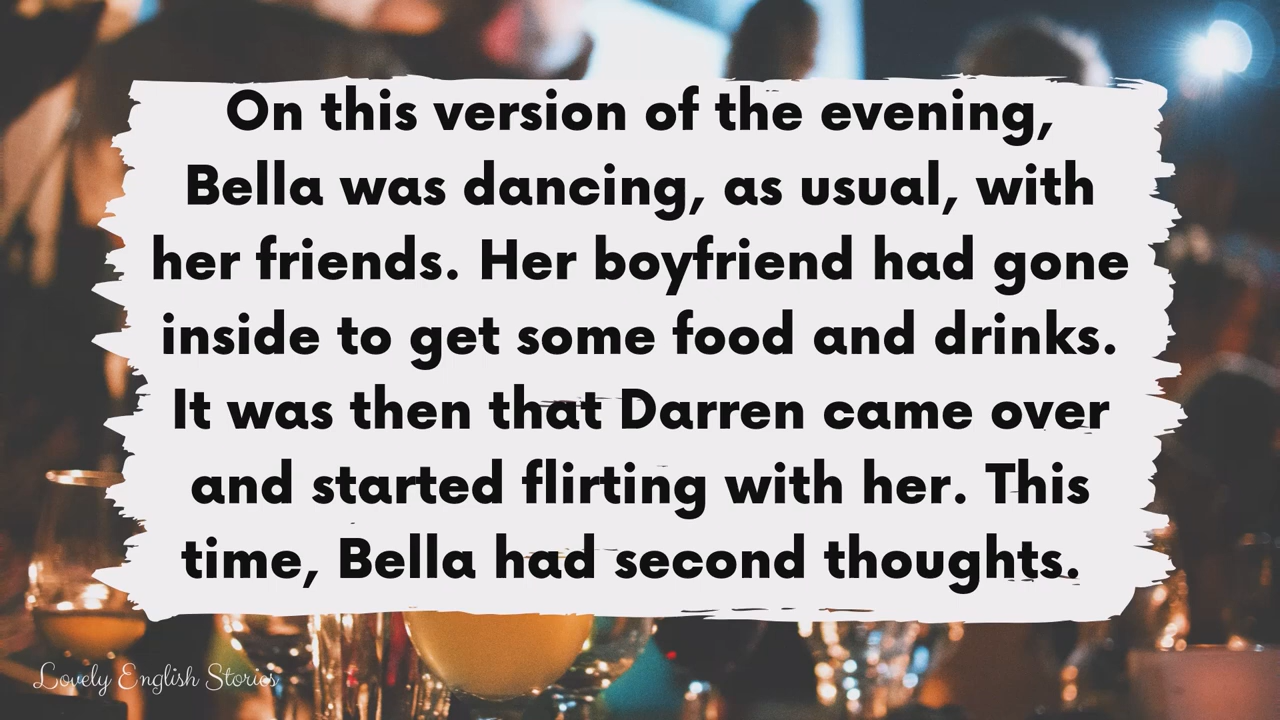 On this version of the evening,
Bella was dancing, as usual, with
her friends. Her boyfriend had gone
inside to get some food and drinks.
It was then that Darren came over
and started flirting with her. This
time, Bella had second thoughts.
Lovely English Stories